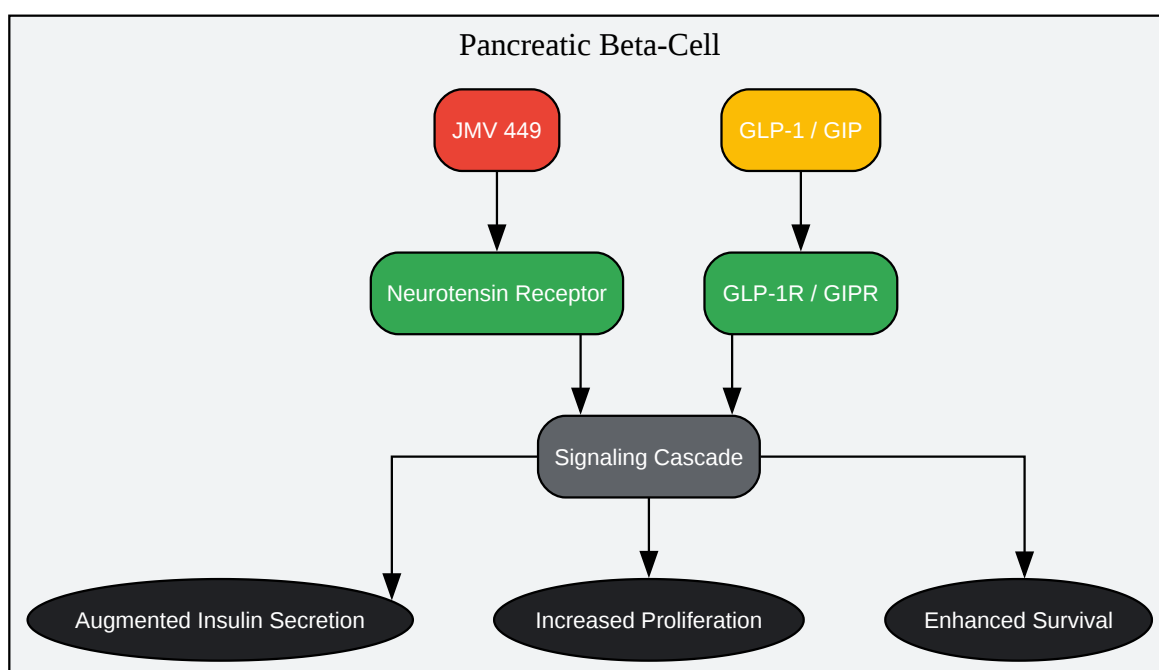 Pancreatic Beta-Cell
JMV 449
GLP-1 / GIP
Neurotensin Receptor
GLP-1R / GIPR
Signaling Cascade
Augmented Insulin Secretion
Increased Proliferation
Enhanced Survival